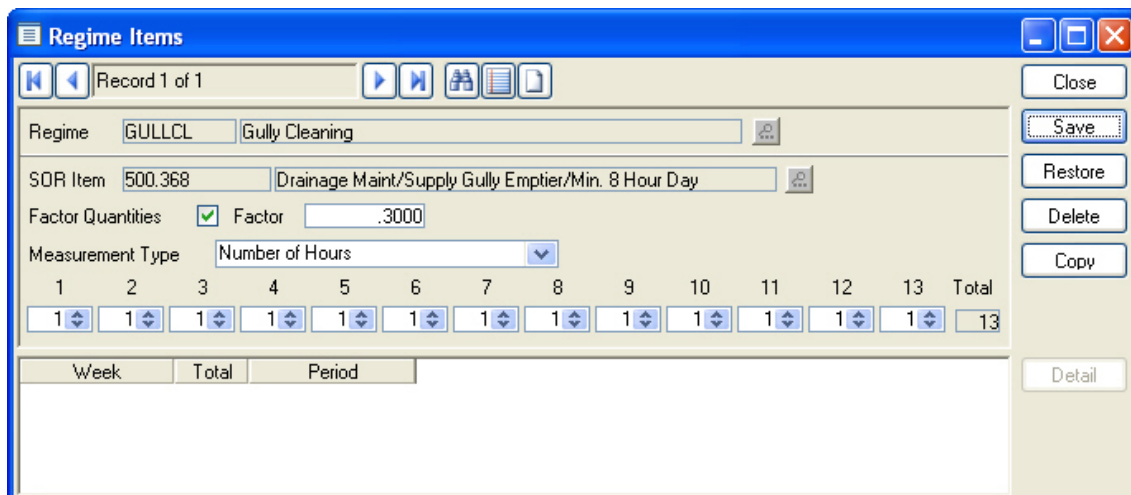 Regime Items
Record 1 of 1
Close
Regime GULLCL Gully Cleaning
Save
SOR Item 500.368 Drainage Maint/Supply Gully Emptier/Min. 8 Hour Day
Restore
Factor Quantities Factor .3000
Delete
Measurement Type Number of Hours
Copy
1 2 3 4 5 6 7 8 9 10 11 12 13 Total
1 1 1 1 1 1 1 1 1 1 1 1 1 13
Week Total Period
Detail